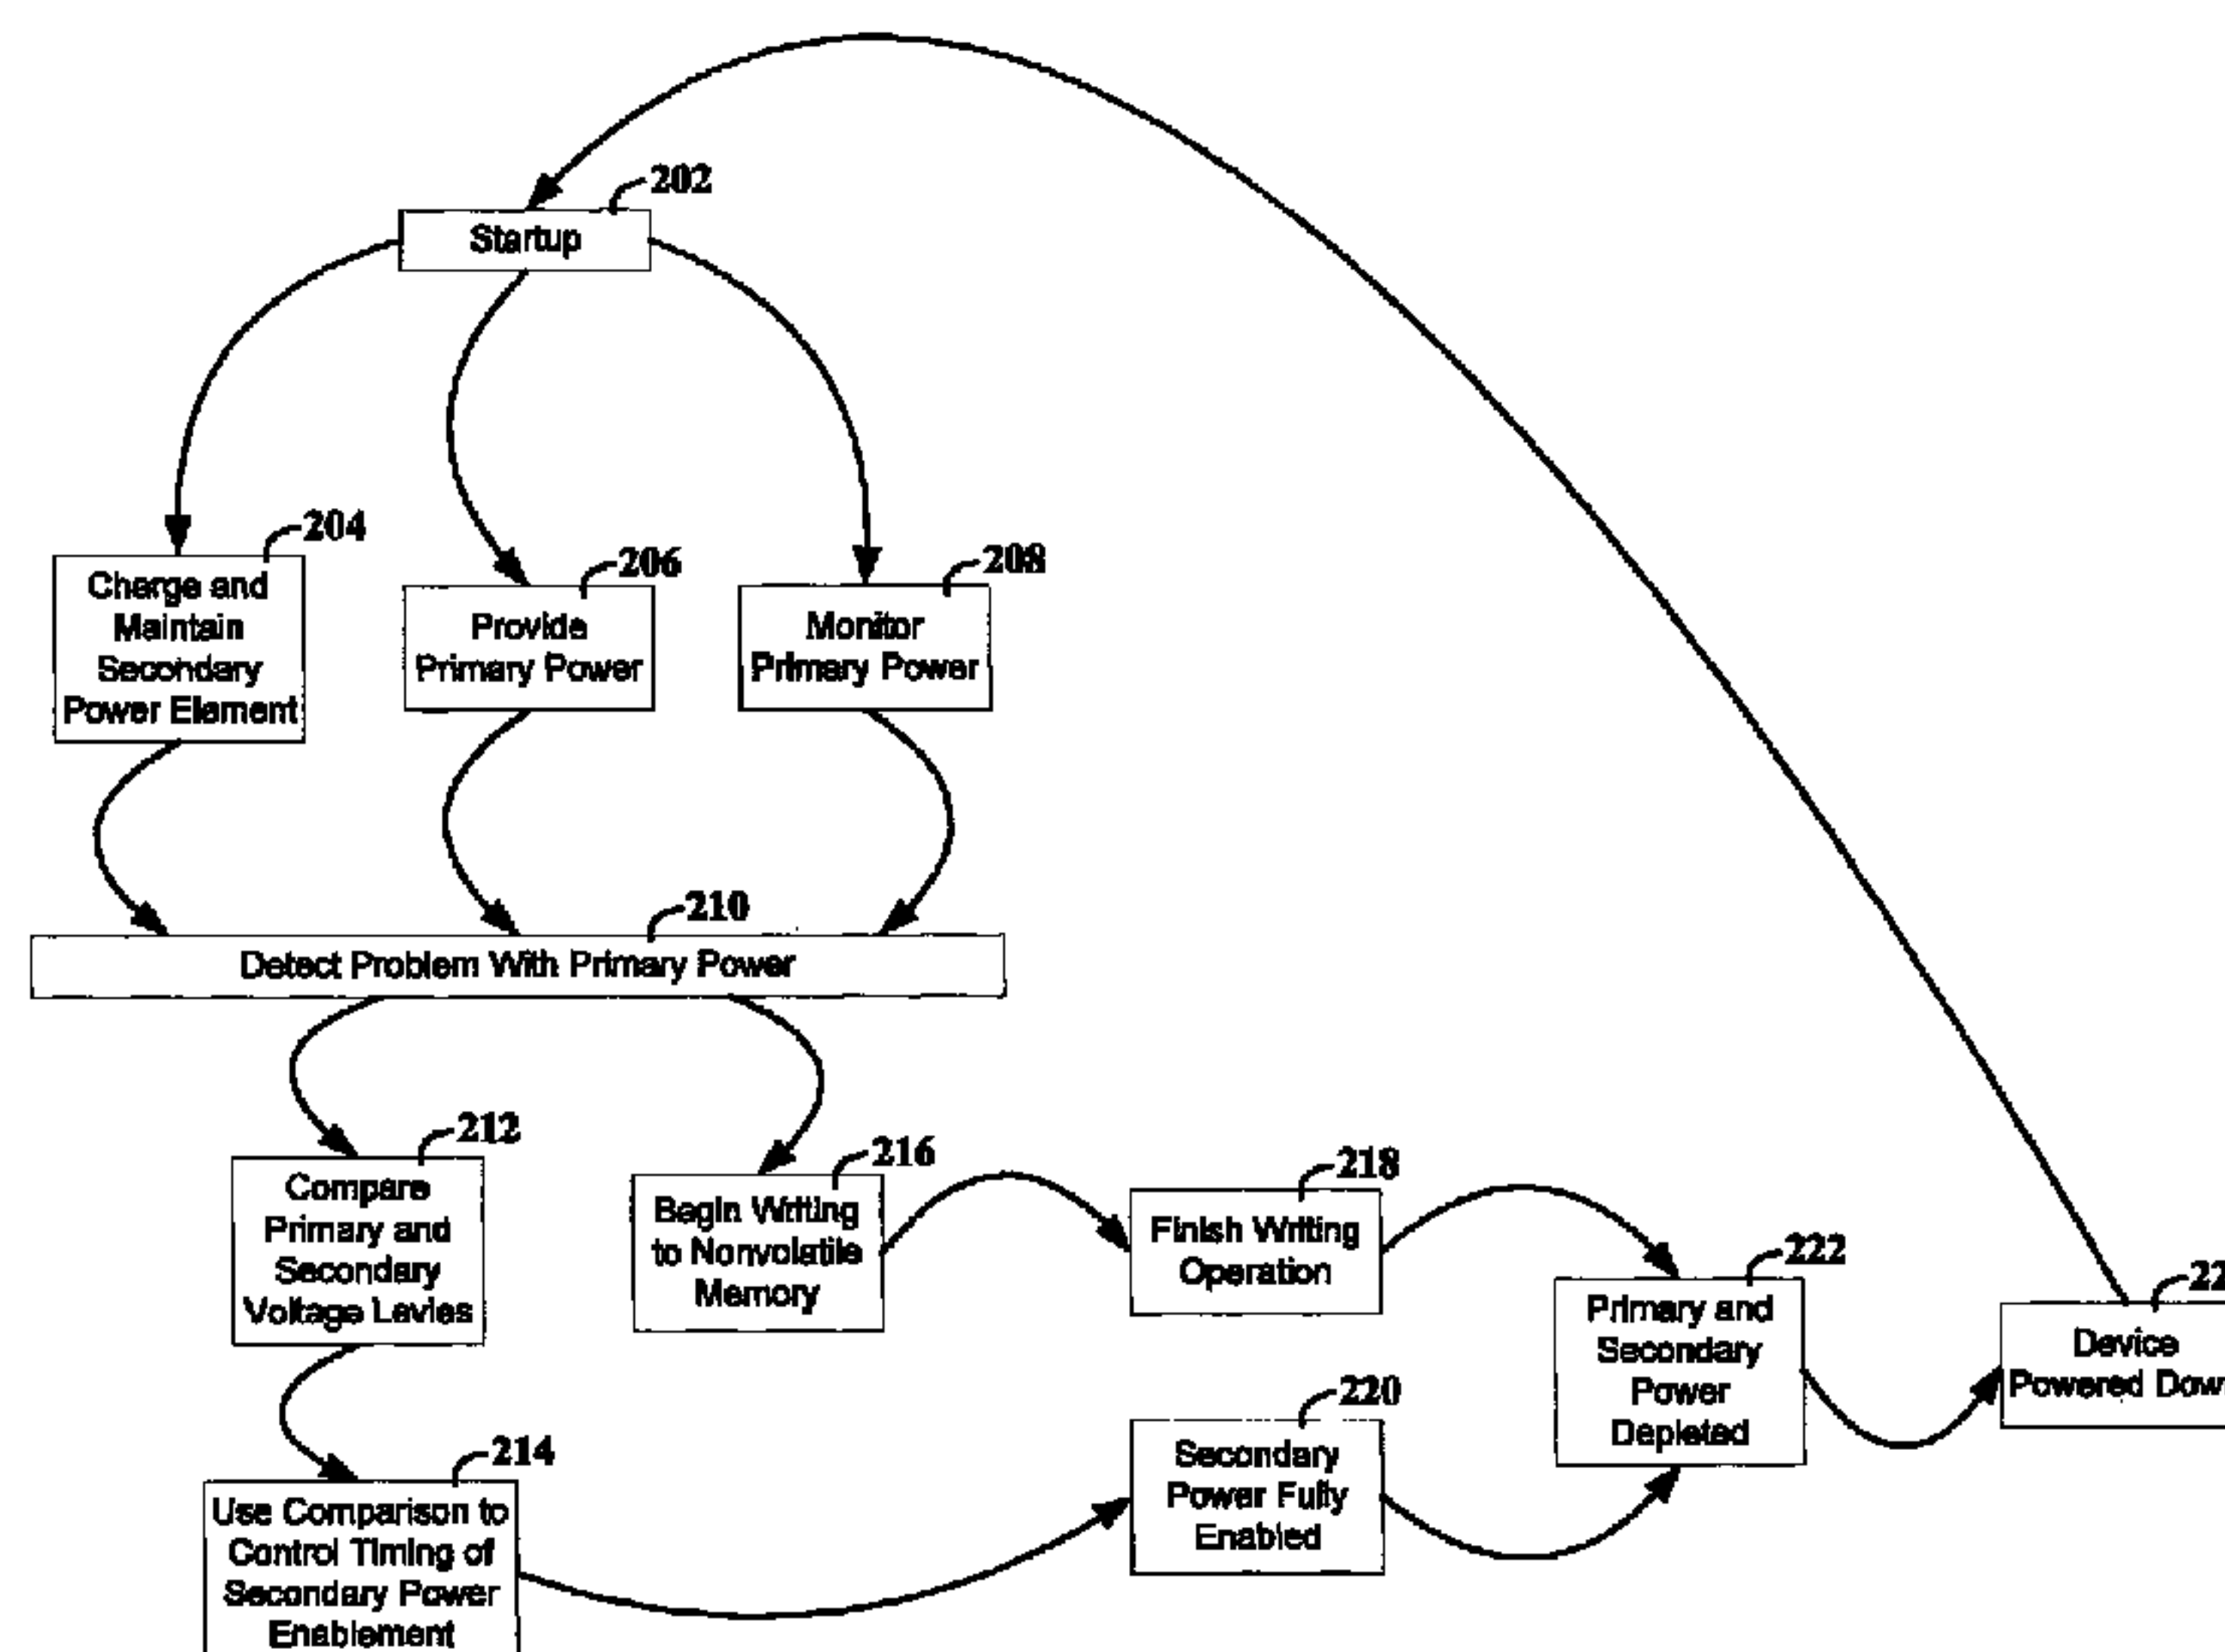 202
Startup
204
Charge and
Maintain
Secondary
Power Element
206
Provide
Primary Power
208
Monitor
Primary Power
210
Detect Problem With Primary Power
212
Compare
Primary and
Secondary
Voltage Levles
216
Begin Writing
to Nonvolatile
Memory
218
Finish Writing
Operation
222
Primary and
Secondary
Power
Depleted
22
Device
Powered Dow
214
Use Comparison to
Control Timing of
Secondary Power
Enablement
220
Secondary
Power Fully
Enabled